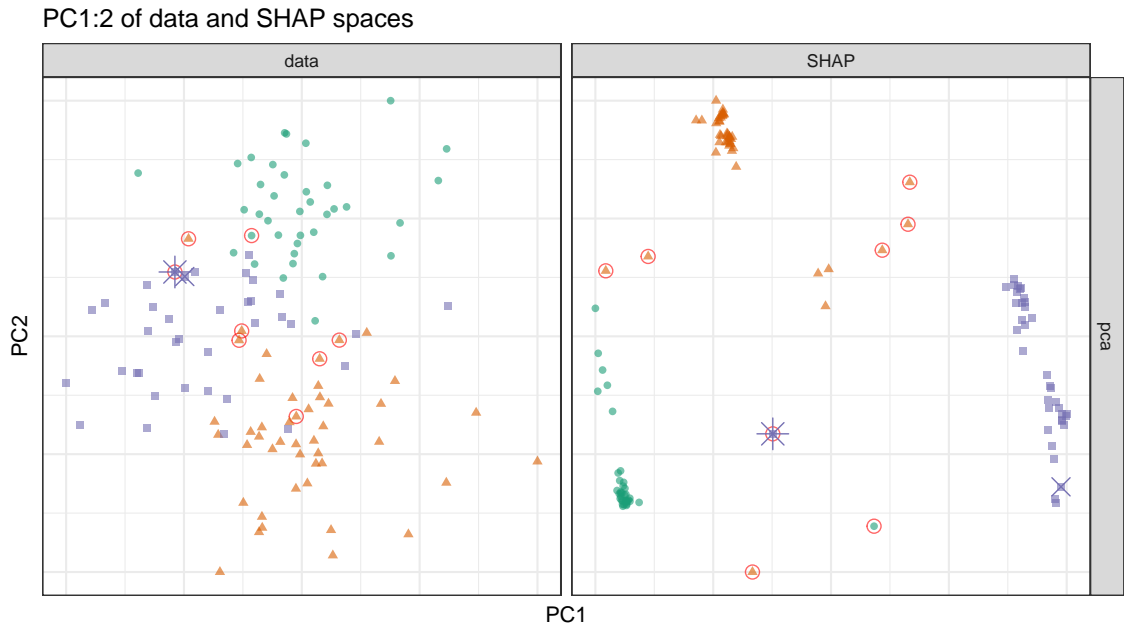 PC1:2 of data and SHAP spaces
data
SHAP
PC2
pca
PC1